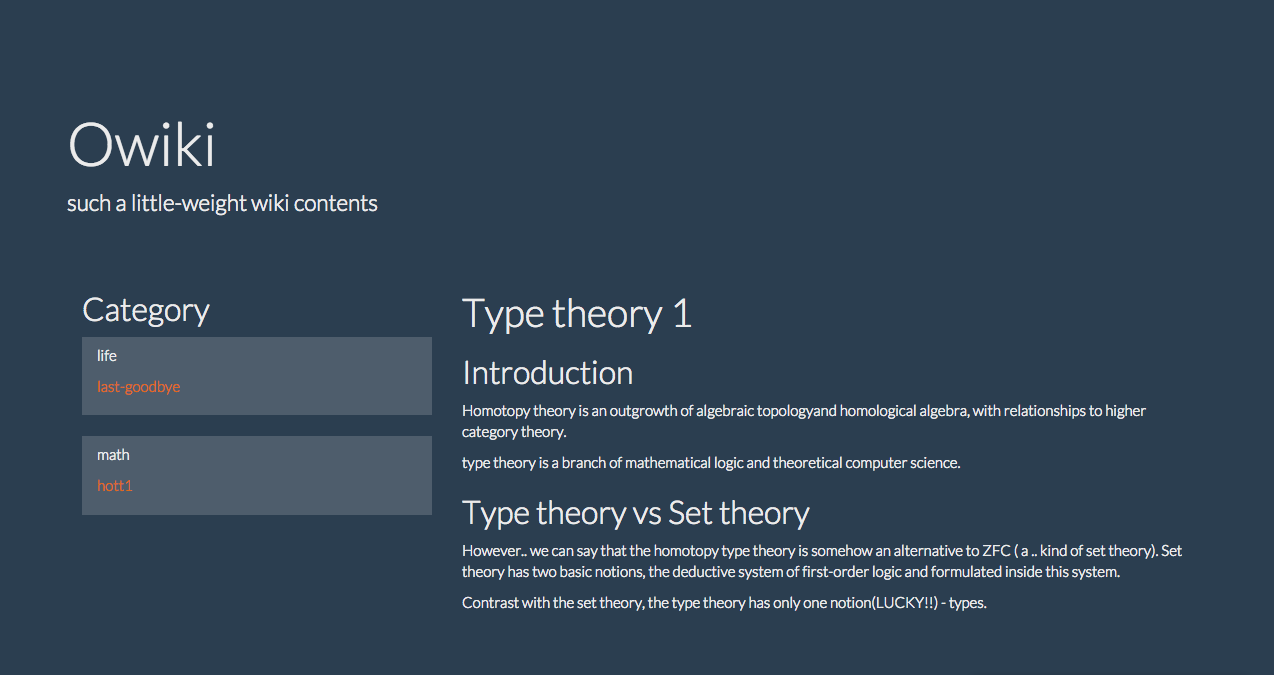 Owiki
such a little-weight wiki contents
Category
life
last-goodbye
math
hott1
Type theory 1
Introduction
Homotopy theory is an outgrowth of algebraic topologyand homological algebra, with relationships to higher
category theory.
type theory is a branch of mathematical logic and theoretical computer science.
Type theory vs Set theory
However.. we can say that the homotopy type theory is somehow an alternative to ZFC ( a .. kind of set theory). Set
theory has two basic notions, the deductive system of first-order logic and formulated inside this system.
Contrast with the set theory, the type theory has only one notion(LUCKY!!) - types.